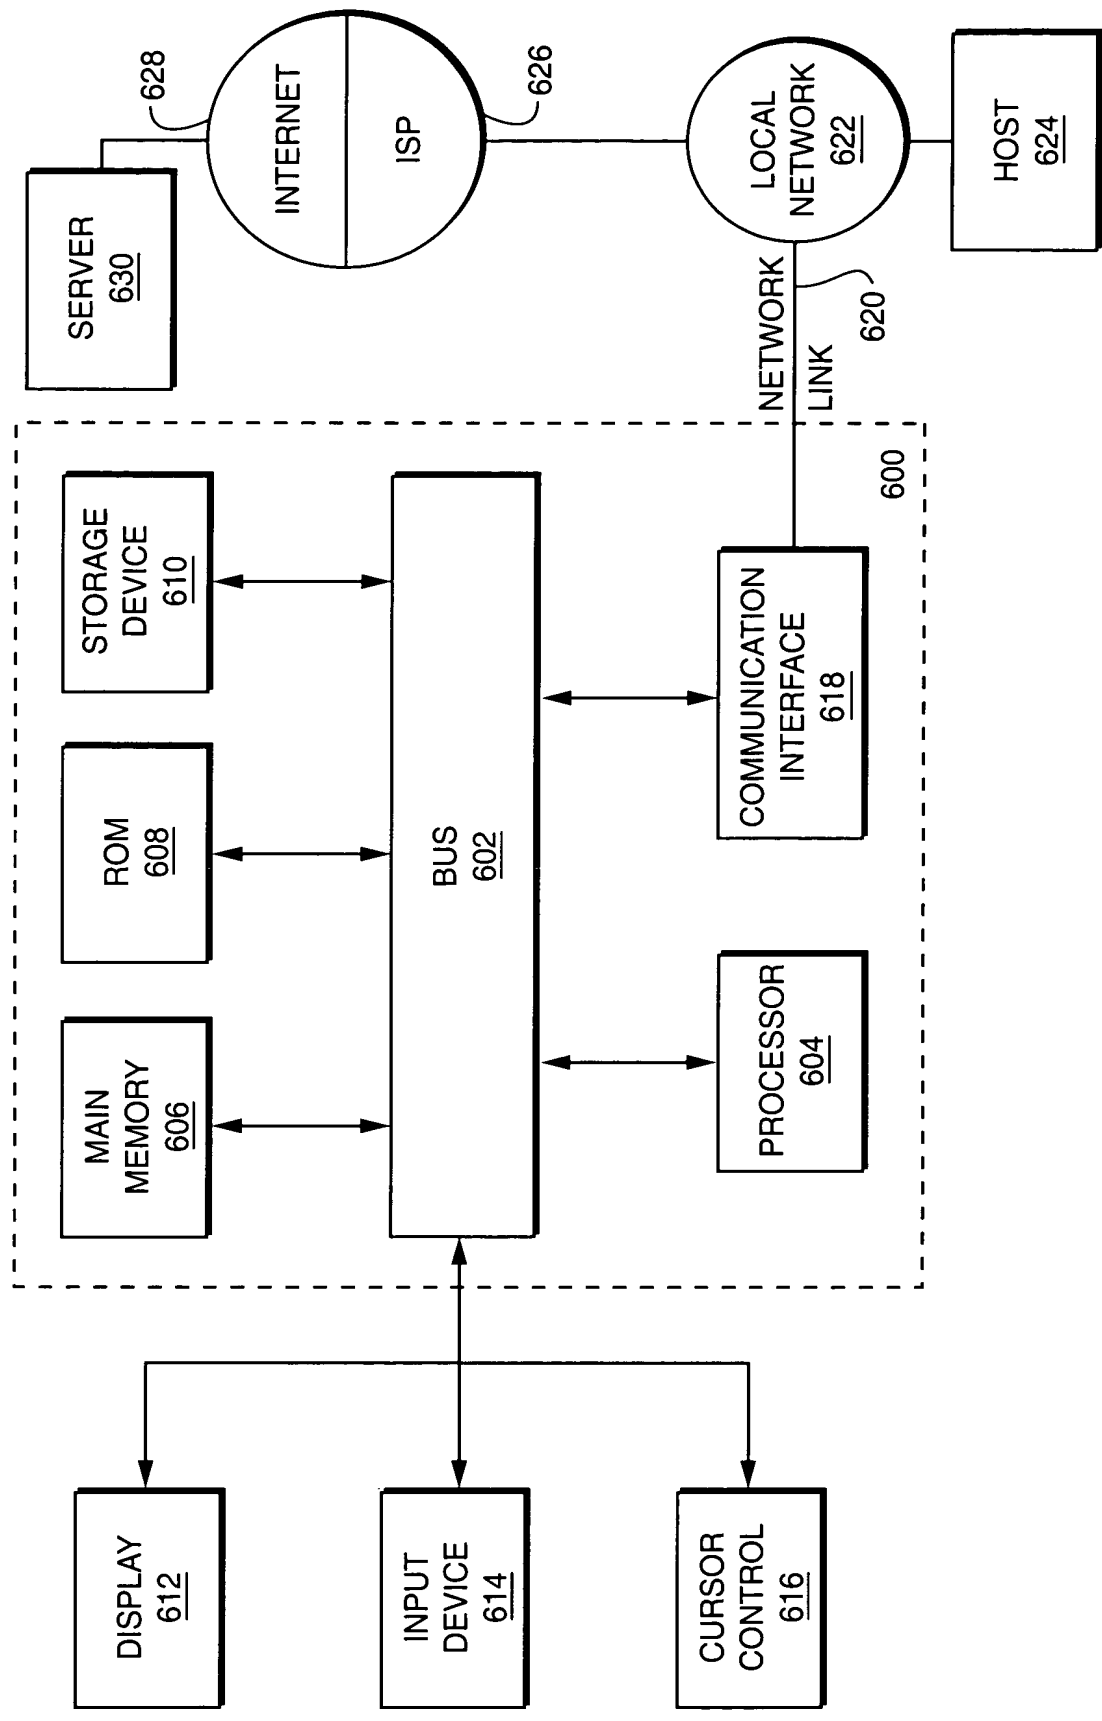 DISPLAY
612
INPUT
DEVICE
614
CURSOR
CONTROL
616
MAIN
MEMORY
606
ROM
608
STORAGE
DEVICE
610
BUS
602
PROCESSOR
604
COMMUNICATION
INTERFACE
618
600
SERVER
630
628
INTERNET
ISP
626
NETWORK
LINK
620
LOCAL
NETWORK
622
HOST
624